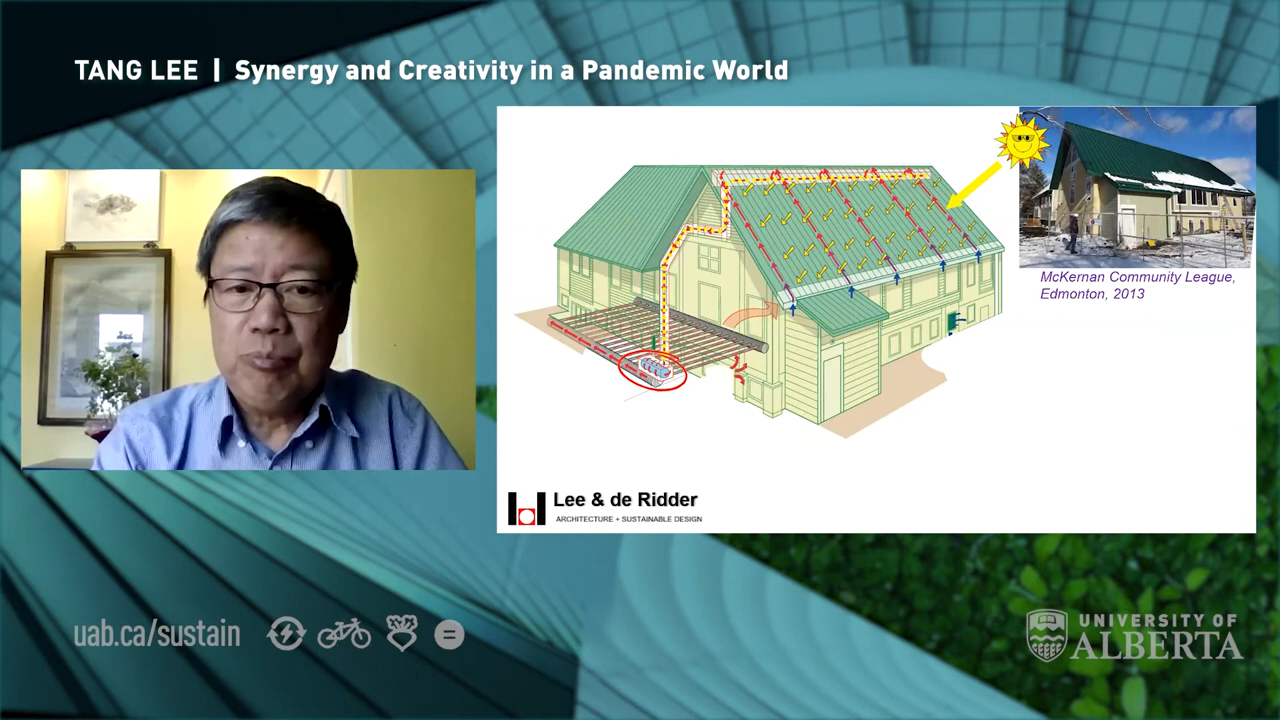 TANG LEE | Synergy and Creativity in a Pandemic World
McKernan Community League,
Edmonton, 2013
Lee & de Ridder
ARCHITECTURE + SUSTAINABLE DESIGN
uab.ca/sustain
UNIVERSITY OF
ALBERTA